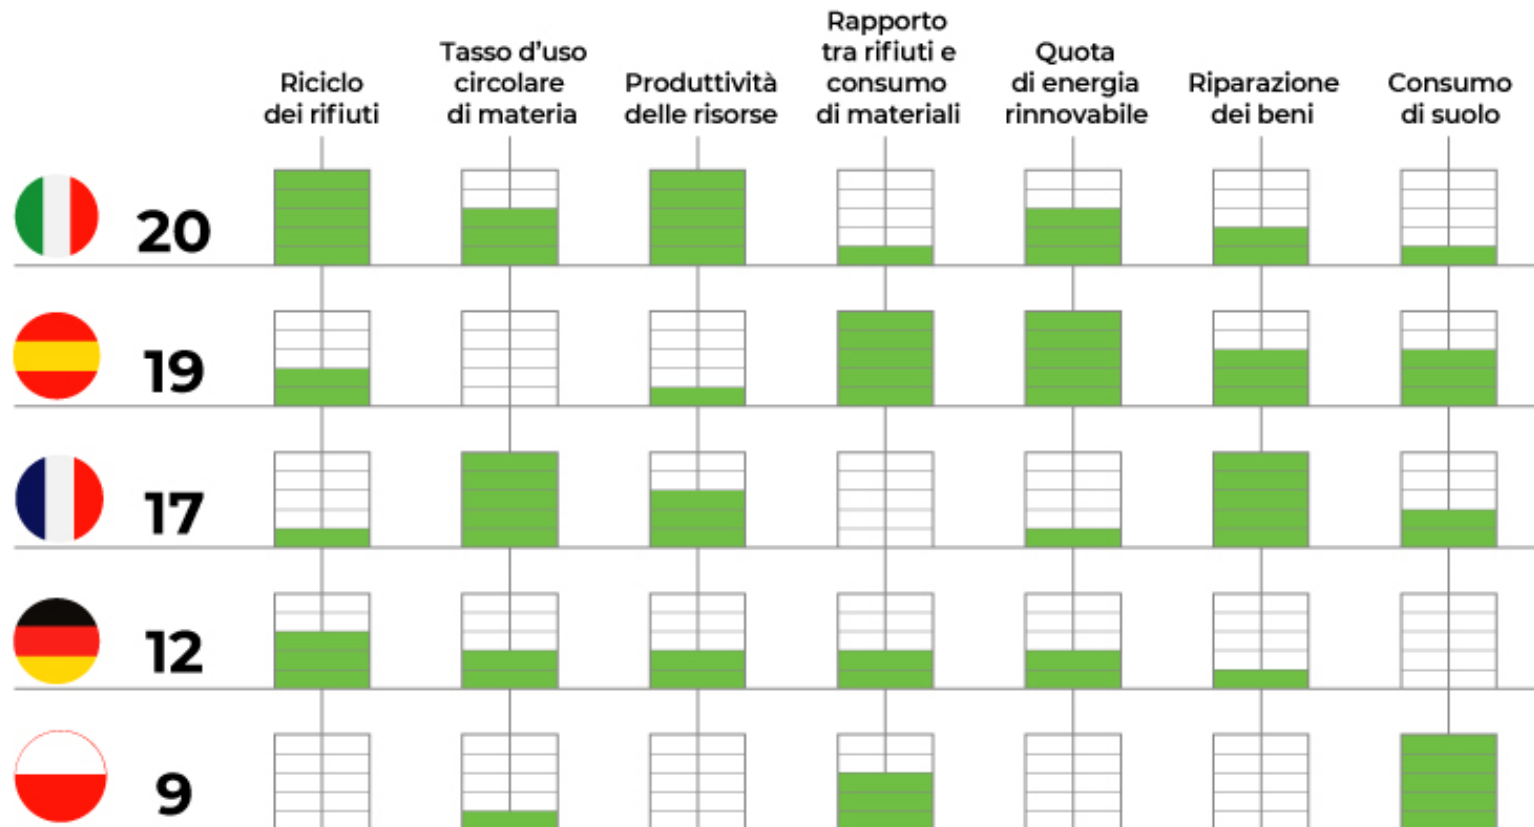 Riciclo
dei rifiuti
Tasso d’uso
circolare
di materia
Produttività
delle risorse
Rapporto
tra rifiuti e
consumo
di materiali
Quota
di energia
rinnovabile
Riparazione
dei beni
Consumo
di suolo
20
19
17
12
9